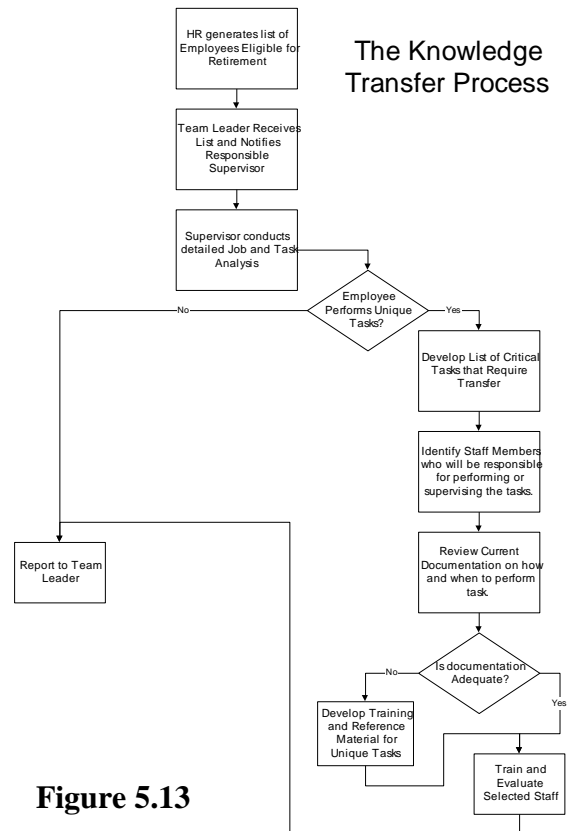 HR generates list of
Employees Eligible for
Retirement
The Knowledge
Transfer Process
Team Leader Receives
List and Notifies
Responsible
Supervisor
Supervisor conducts
detailed Job and Task
Analysis
Employee
Performs Unique
Tasks?
No
Yes
Develop List of Critical
Tasks that Require
Transfer
Identify Staff Members
who will be responsible
for performing or
supervising the tasks.
Report to Team
Leader
Review Current
Documentation on how
and when to perform
task.
Is documentation
Adequate?
No
Yes
Develop Training
and Reference
Material for
Unique Tasks
Train and
Evaluate
Selected Staff
Figure 5.13